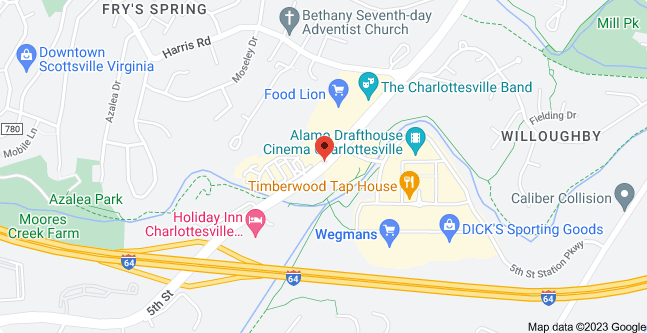 FRY'S SPRING
Bethany Seventh-day
Adventist Church
Mill Pk
Harris Rd
Moseley Dr
Downtown
Scottsville Virginia
Azalea Dr
Food Lion
The Charlottesville Band
Fielding Dr
780
Mobile Ln
Alamo Drafthouse
Cinema Charlottesville
WILLOUGHBY
Timberwood Tap House
Azalea Park
Caliber Collision
Moores
Creek Farm
Holiday Inn
Charlottesville...
Wegmans
DICK'S Sporting Goods
5th St Station Pkwy
64
64
64
5th St
Map data ©2023 Google